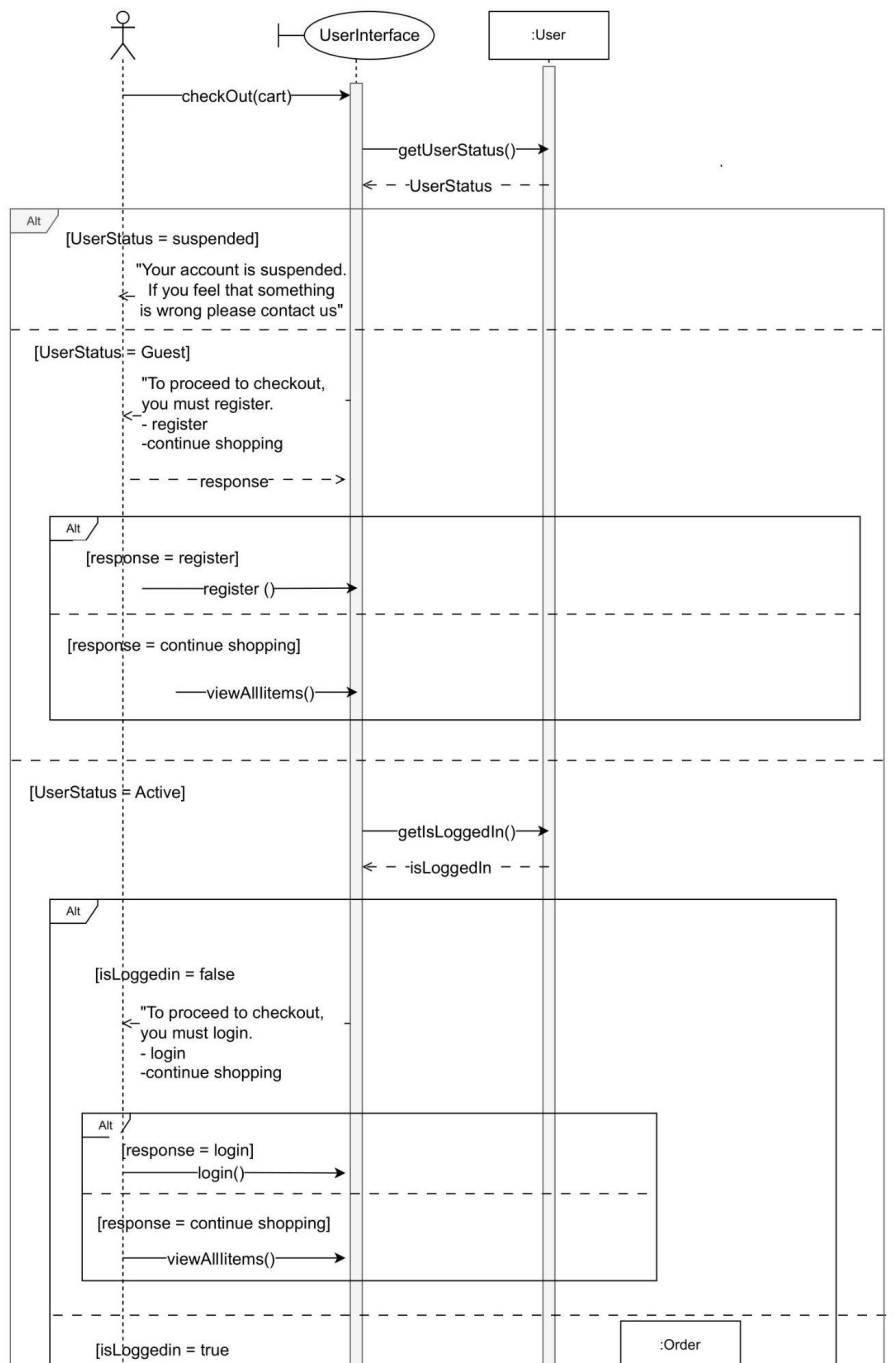 UserInterface
:User
checkOut(cart)
getUserStatus()
UserStatus
Alt
[UserStatus = suspended]
"Your account is suspended.
If you feel that something
is wrong please contact us"
[UserStatus = Guest]
"To proceed to checkout,
you must register.
- register
-continue shopping
response
Alt
[response = register]
register ()
[response = continue shopping]
viewAllIitems()
[UserStatus = Active]
getIsLoggedIn()
isLoggedIn
Alt
[isLoggedin = false
"To proceed to checkout,
you must login.
- login
-continue shopping
Alt
[response = login]
login()
[response = continue shopping]
viewAllIitems()
:Order
[isLoggedin = true